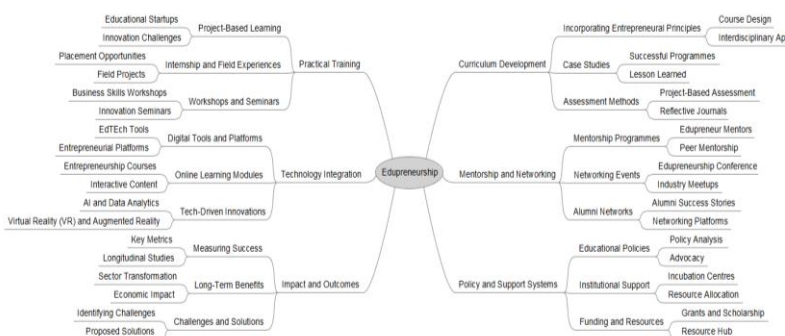 Educational Startups
Innovation Challenges
Project-Based Learning
Placement Opportunities
Field Projects
Internship and Field Experiences
Business Skills Workshops
Innovation Seminars
Workshops and Seminars
Practical Training
EdTEch Tools
Entrepreneurial Platforms
Digital Tools and Platforms
Entrepreneurship Courses
Interactive Content
Online Learning Modules
AI and Data Analytics
Virtual Reality (VR) and Augmented Reality
Tech-Driven Innovations
Technology Integration
Key Metrics
Longitudinal Studies
Measuring Success
Sector Transformation
Economic Impact
Long-Term Benefits
Identifying Challenges
Proposed Solutions
Challenges and Solutions
Impact and Outcomes
Edupreneurship
Curriculum Development
Incorporating Entrepreneural Principles
Course Design
Interdisciplinary Ap
Case Studies
Successful Programmes
Lesson Learned
Assessment Methods
Project-Based Assessment
Reflective Journals
Mentorship and Networking
Mentorship Programmes
Edupreneur Mentors
Peer Mentorship
Networking Events
Edupreneurship Conference
Industry Meetups
Alumni Networks
Alumni Success Stories
Networking Platforms
Policy and Support Systems
Educational Policies
Policy Analysis
Advocacy
Institutional Support
Incubation Centres
Resource Allocation
Funding and Resources
Grants and Scholarship
Resource Hub